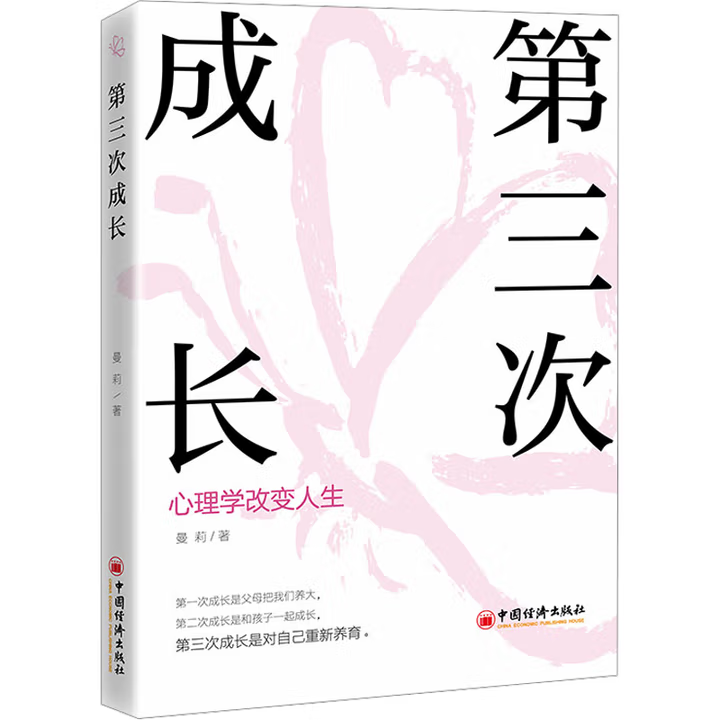 第三次
成长
心理学改变人生
曼 莉/著
第一次成长是父母把我们养大，
第二次成长是和孩子一起成长，
第三次成长是对自己重新养育。
中国经济出版社
CHINA ECONOMIC PUBLISHING HOUSE
第三次成长
曼 莉/著
中国经济出版社
CHINA ECONOMIC PUBLISHING HOUSE